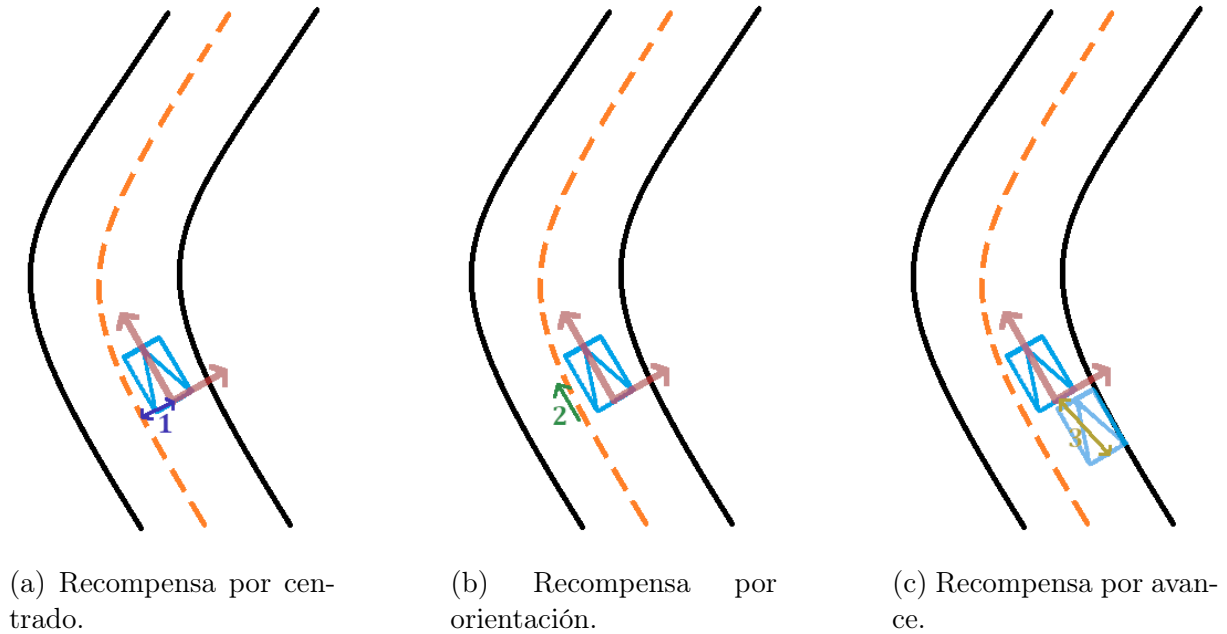 1
2
3
(a) Recompensa por cen-
trado.
(b) Recompensa por
orientación.
(c) Recompensa por avan-
ce.